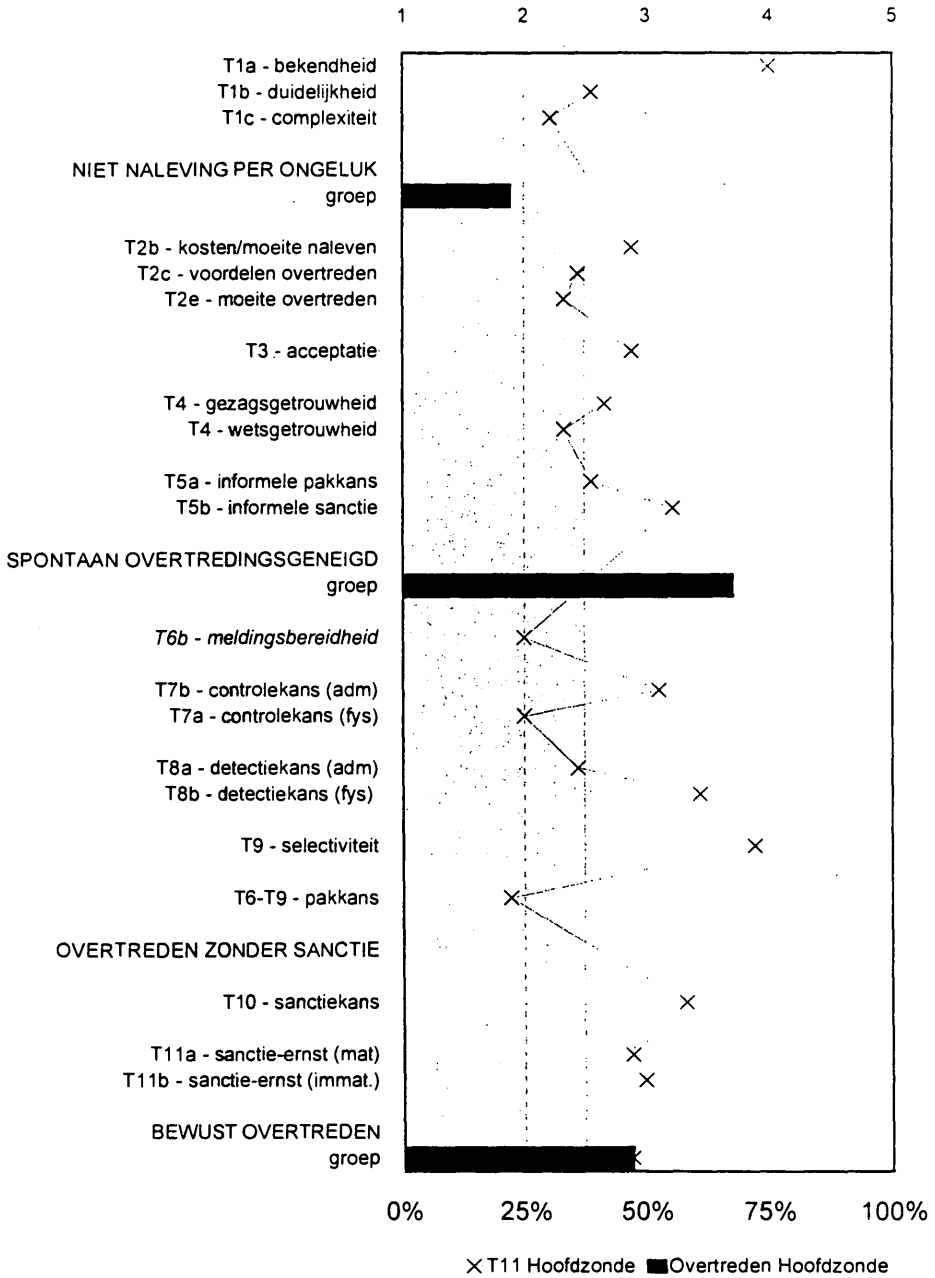 1 2 3 4 5
T1a - bekendheid
T1b - duidelijkheid
T1c - complexiteit
NIET NALEVING PER ONGELUK
groep
T2b - kosten/moeite naleven
T2c - voordelen overtreden
T2e - moeite overtreden
T3 - acceptatie
T4 - gezagsgetrouwheid
T4 - wetsgetrouwheid
T5a - informele pakkans
T5b - informele sanctie
SPONTAAN OVERTREDINGSGENEIGD
groep
T6b - meldingsbereidheid
T7b - controlekans (adm)
T7a - controlekans (fys)
T8a - detectiekans (adm)
T8b - detectiekans (fys)
T9 - selectiviteit
T6-T9 - pakkans
OVERTREDEN ZONDER SANCTIE
T10 - sanctiekans
T11a - sanctie-ernst (mat)
T11b - sanctie-ernst (immat.)
BEWUST OVERTREDEN
groep
0% 25% 50% 75% 100%
T11 Hoofdzonde Overtreden Hoofdzonde